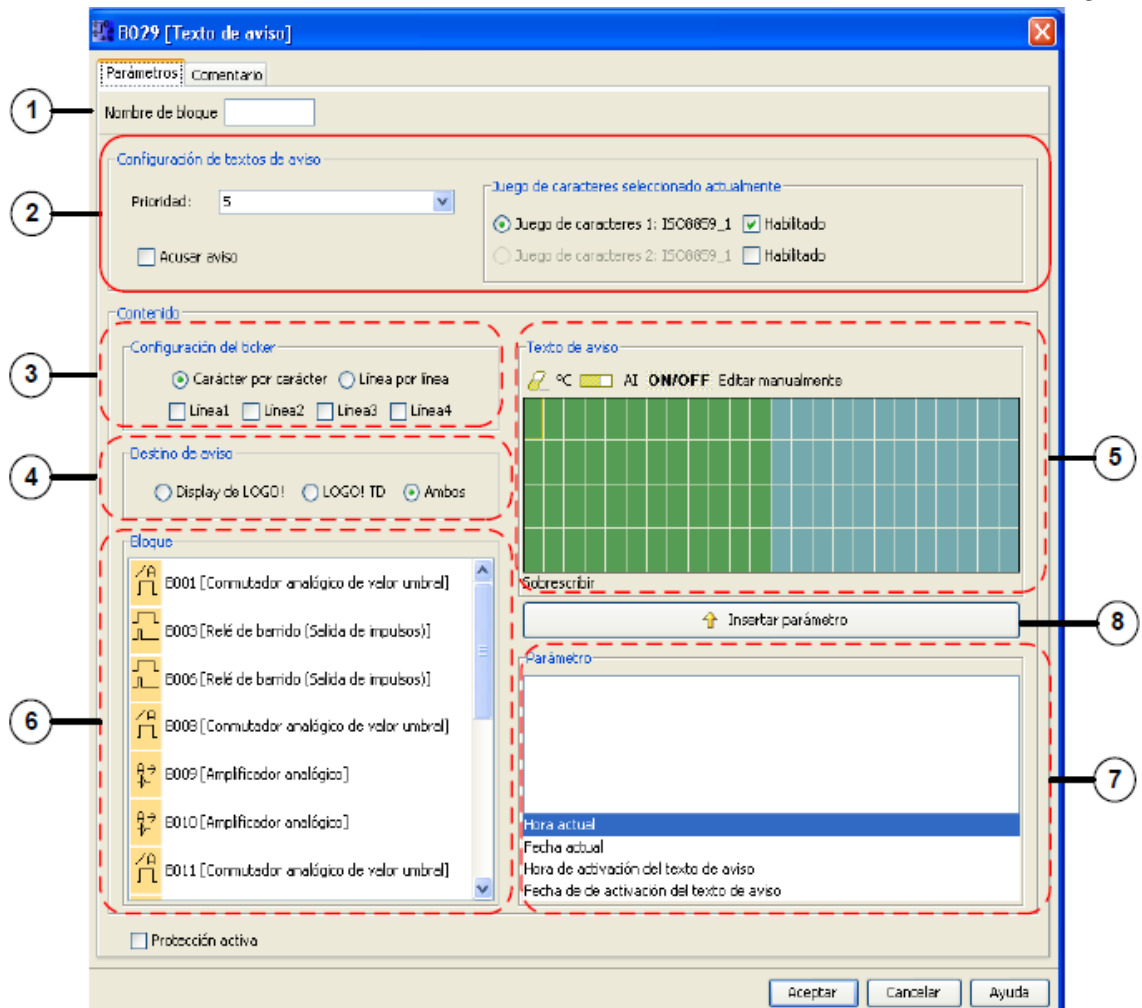 B029 [Texto de aviso]
Parámetros Comentario
1
Nombre de bloque
Configuración de textos de aviso
2
Prioridad: 5
Acusar aviso
Juego de caracteres seleccionado actualmente
Juego de caracteres 1: ISO8859_1 Habilitado
Juego de caracteres 2: ISO8859_1 Habilitado
Contenido
3
Configuración del ticker
Carácter por carácter Línea por línea
Línea1 Línea2 Línea3 Línea4
4
Destino de aviso
Display de LOGO! LOGO! TD Ambos
Texto de aviso
ºC AI ON/OFF Editar manualmente
5
Sobrescribir
Insertar parámetro
8
6
Bloque
B001 [Conmutador analógico de valor umbral]
B003 [Relé de barrido (Salida de impulsos)]
B006 [Relé de barrido (Salida de impulsos)]
B008 [Conmutador analógico de valor umbral]
B009 [Amplificador analógico]
B010 [Amplificador analógico]
B011 [Conmutador analógico de valor umbral]
Parámetro
7
Hora actual
Fecha actual
Hora de activación del texto de aviso
Fecha de de activación del texto de aviso
Protección activa
Aceptar Cancelar Ayuda